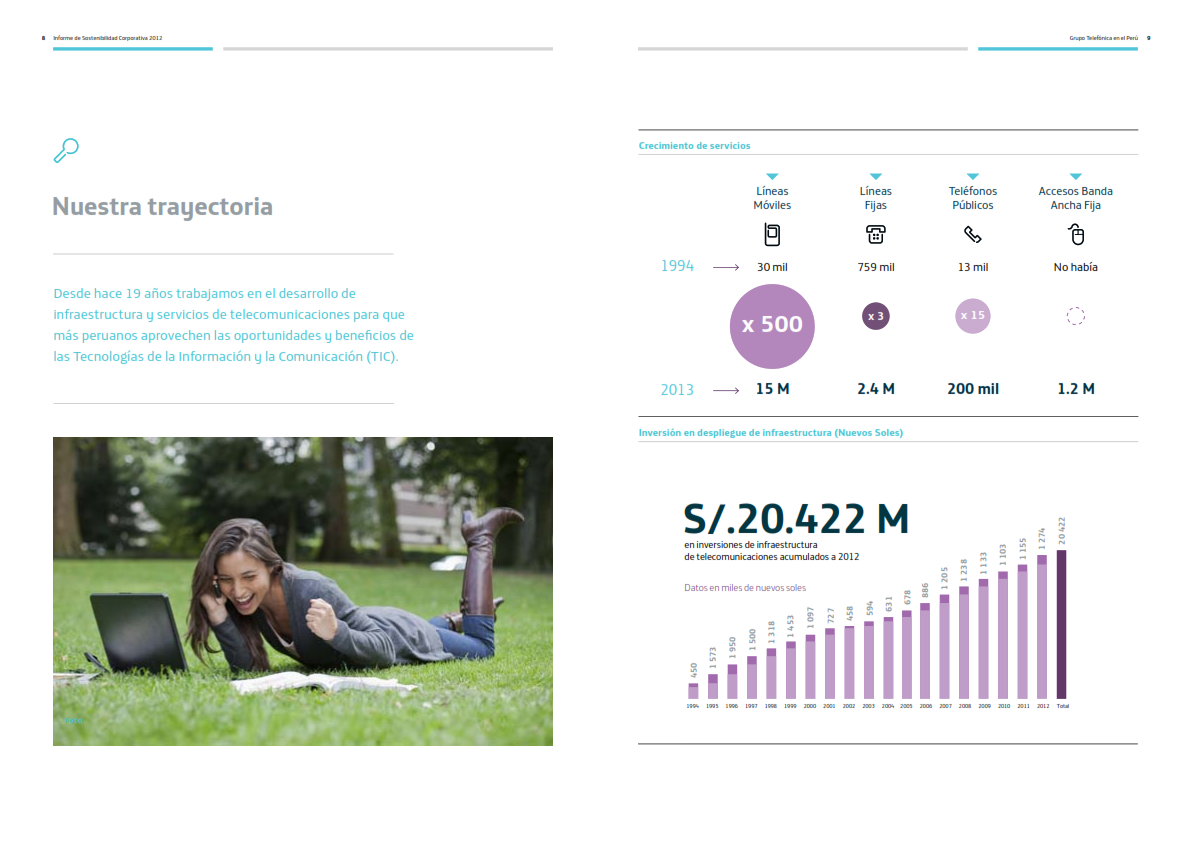 8 Informe de Sostenibilidad Corporativa 2012
Nuestra trayectoria
Desde hace 19 años trabajamos en el desarrollo de
infraestructura y servicios de telecomunicaciones para que
más peruanos aprovechen las oportunidades y beneficios de
las Tecnologías de la Información y la Comunicación (TIC).
Grupo Telefónica en el Perú 9
Crecimiento de servicios
Líneas
Móviles
Líneas
Fijas
Teléfonos
Públicos
Accesos Banda
Ancha Fija
1994 30 mil 759 mil 13 mil No había
x 500 x 3 x 15
2013 15 M 2.4 M 200 mil 1.2 M
Inversión en despliegue de infraestructura (Nuevos Soles)
S/.20.422 M
en inversiones de infraestructura
de telecomunicaciones acumulados a 2012
Datos en miles de nuevos soles
450 1 573 1 950 1 500 1 318 1 453 1 097 727 458 594 631 678 886 1 205 1 238 1 133 1 103 1 155 1 274 20 422
1994 1995 1996 1997 1998 1999 2000 2001 2002 2003 2004 2005 2006 2007 2008 2009 2010 2011 2012 Total